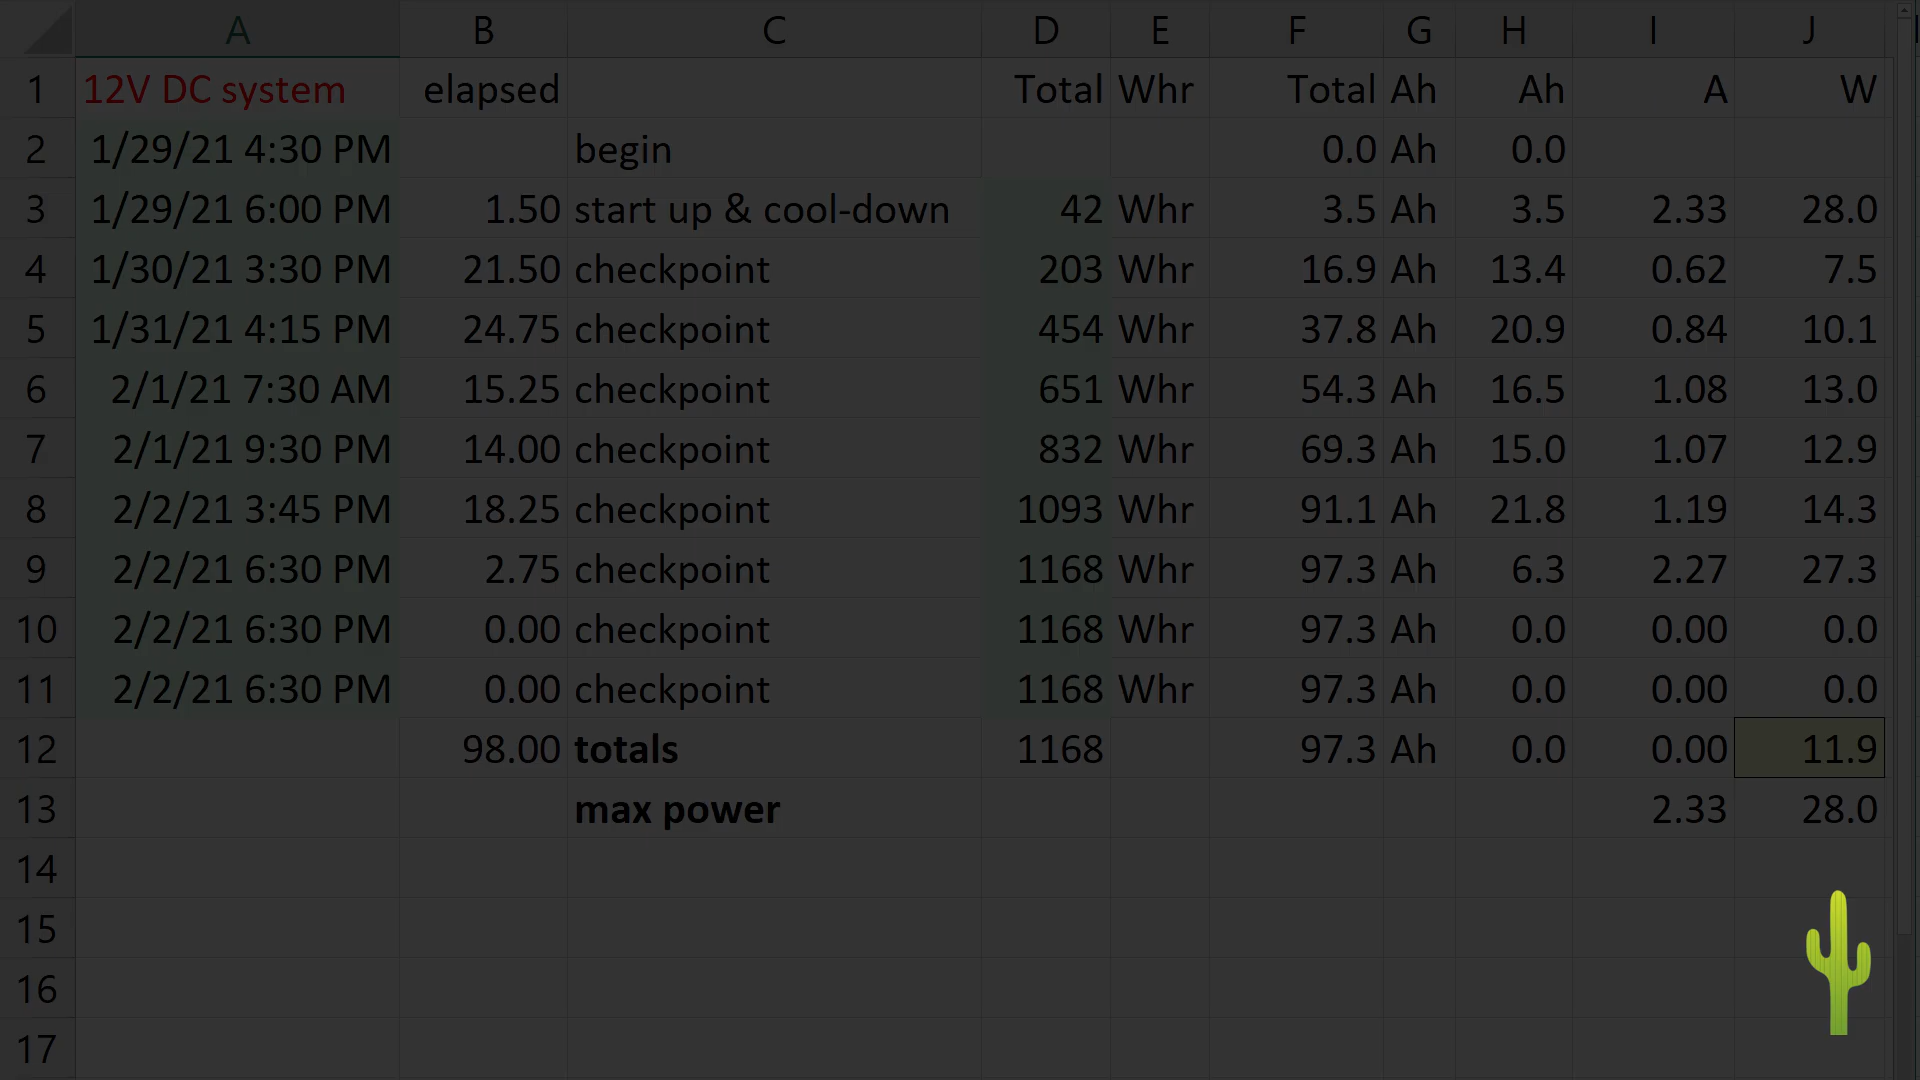 A B C D E F G H I J
1 12V DC system elapsed Total Whr Total Ah Ah A W
2 1/29/21 4:30 PM begin 0.0 Ah 0.0
3 1/29/21 6:00 PM 1.50 start up & cool-down 42 Whr 3.5 Ah 3.5 2.33 28.0
4 1/30/21 3:30 PM 21.50 checkpoint 203 Whr 16.9 Ah 13.4 0.62 7.5
5 1/31/21 4:15 PM 24.75 checkpoint 454 Whr 37.8 Ah 20.9 0.84 10.1
6 2/1/21 7:30 AM 15.25 checkpoint 651 Whr 54.3 Ah 16.5 1.08 13.0
7 2/1/21 9:30 PM 14.00 checkpoint 832 Whr 69.3 Ah 15.0 1.07 12.9
8 2/2/21 3:45 PM 18.25 checkpoint 1093 Whr 91.1 Ah 21.8 1.19 14.3
9 2/2/21 6:30 PM 2.75 checkpoint 1168 Whr 97.3 Ah 6.3 2.27 27.3
10 2/2/21 6:30 PM 0.00 checkpoint 1168 Whr 97.3 Ah 0.0 0.00 0.0
11 2/2/21 6:30 PM 0.00 checkpoint 1168 Whr 97.3 Ah 0.0 0.00 0.0
12 98.00 totals 1168 97.3 Ah 0.0 0.00 11.9
13 max power 2.33 28.0
14
15
16
17